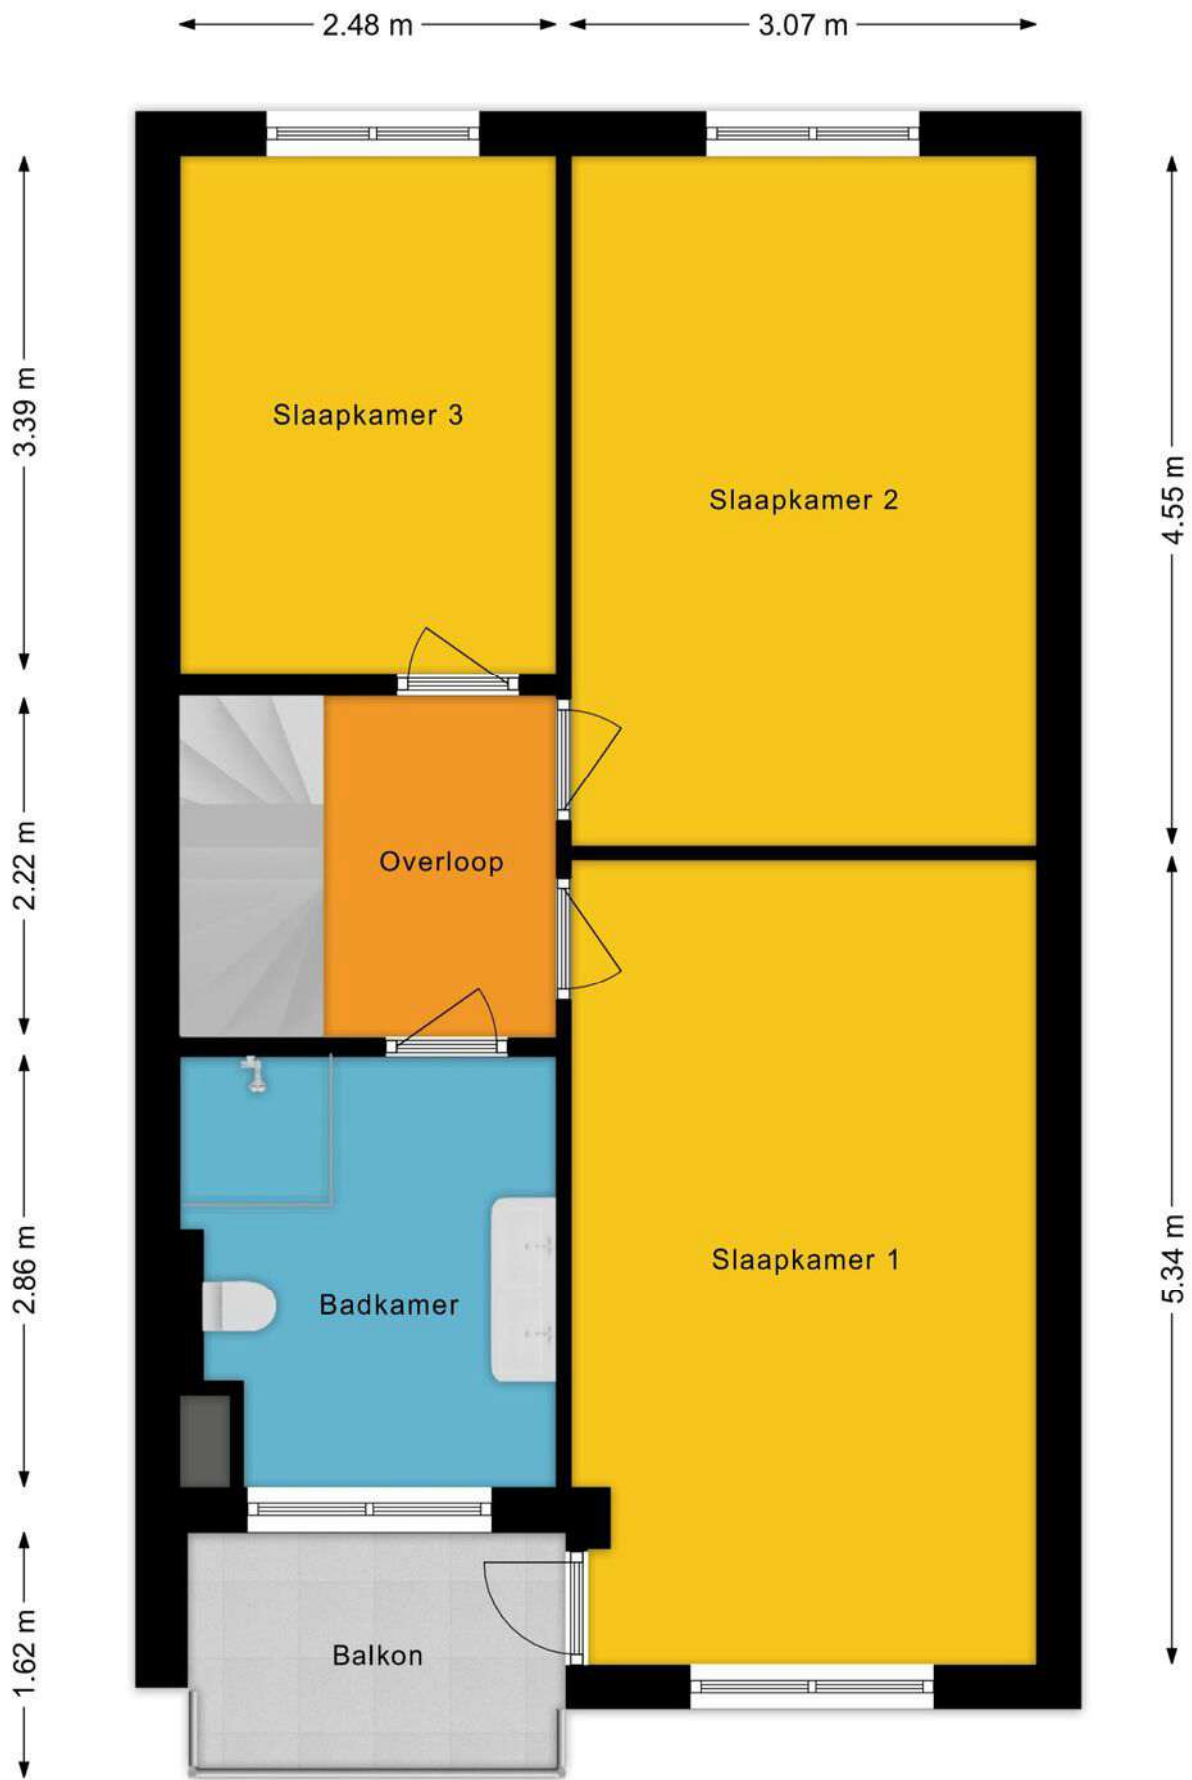 2.48 m
3.07 m
3.39 m
Slaapkamer 3
Slaapkamer 2
4.55 m
2.22 m
Overloop
2.86 m
Badkamer
Slaapkamer 1
5.34 m
1.62 m
Balkon